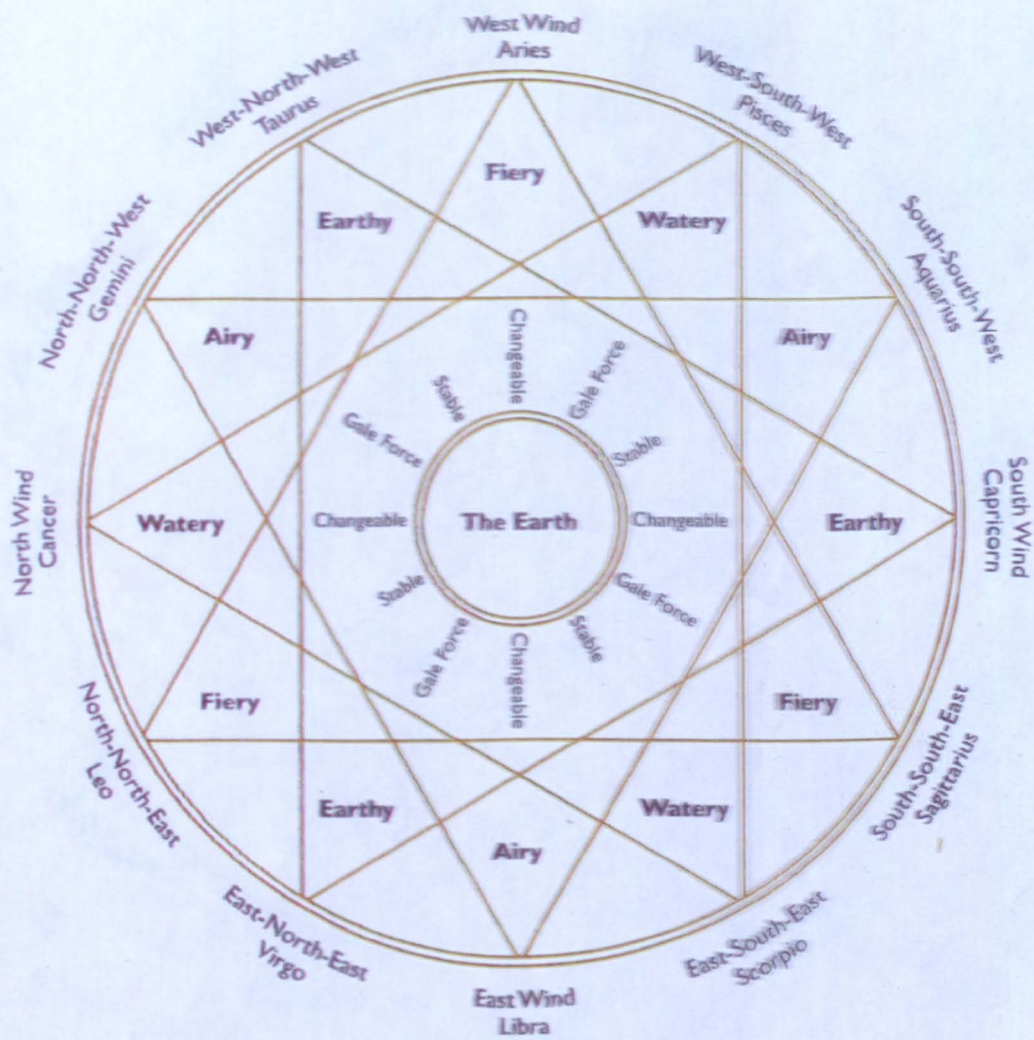 West Wind
Aries
West-South-West
Pisces
South-South-West
Aquarius
South Wind
Capricorn
South-South-East
Sagittarius
East-South-East
Scorpio
East Wind
Libra
East-North-East
Virgo
North-North-East
Leo
North Wind
Cancer
North-North-West
Gemini
West-North-West
Taurus
Fiery
Watery
Airy
Earthy
Fiery
Watery
Airy
Earthy
Fiery
Watery
Airy
Earthy
Changeable
Gale Force
Stable
Changeable
Gale Force
Stable
Changeable
Gale Force
Stable
Changeable
Gale Force
Stable
The Earth